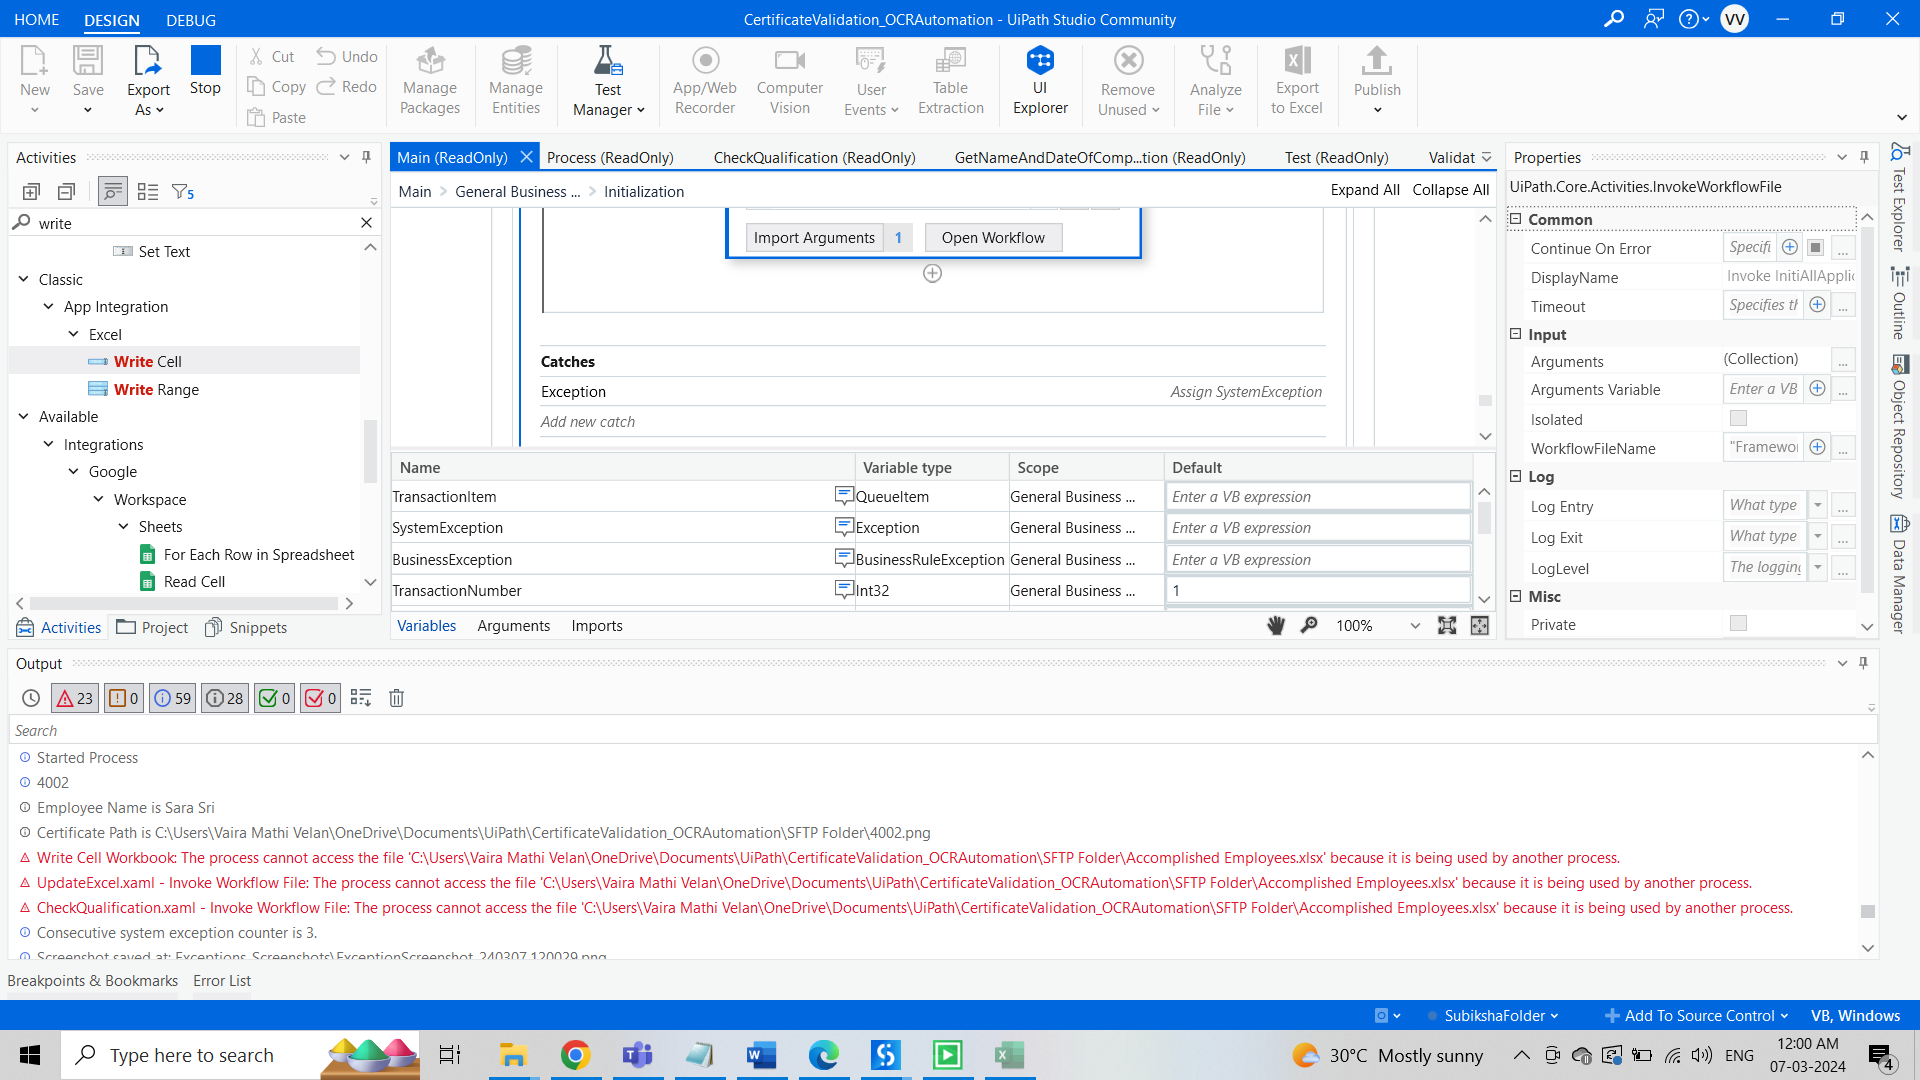 HOME DESIGN DEBUG
CertificateValidation_OCRAutomation - UiPath Studio Community
VV
New Save Export As Stop
Cut Copy Paste Undo Redo
Manage Packages
Manage Entities
Test Manager
App/Web Recorder
Computer Vision
User Events
Table Extraction
UI Explorer
Remove Unused
Analyze File
Export to Excel
Publish
Activities
5
write
Set Text
Classic
App Integration
Excel
Write Cell
Write Range
Available
Integrations
Google
Workspace
Sheets
For Each Row in Spreadsheet
Read Cell
Activities Project Snippets
Main (ReadOnly) Process (ReadOnly) CheckQualification (ReadOnly) GetNameAndDateOfComp...tion (ReadOnly) Test (ReadOnly) Validat
Main > General Business ... > Initialization
Expand All Collapse All
Import Arguments 1 Open Workflow
Catches
Exception Assign SystemException
Add new catch
Name Variable type Scope Default
TransactionItem QueueItem General Business ... Enter a VB expression
SystemException Exception General Business ... Enter a VB expression
BusinessException BusinessRuleException General Business ... Enter a VB expression
TransactionNumber Int32 General Business ... 1
Variables Arguments Imports
100%
Properties
UiPath.Core.Activities.InvokeWorkflowFile
Common
Continue On Error Specifi ...
DisplayName Invoke InitiAllApplic
Timeout Specifies th ...
Input
Arguments (Collection) ...
Arguments Variable Enter a VB ...
Isolated
WorkflowFileName "Framewor ...
Log
Log Entry What type ...
Log Exit What type ...
LogLevel The logging ...
Misc
Private
Test Explorer
Outline
Object Repository
Data Manager
Output
23 0 59 28 0 0
Search
Started Process
4002
Employee Name is Sara Sri
Certificate Path is C:\Users\Vaira Mathi Velan\OneDrive\Documents\UiPath\CertificateValidation_OCRAutomation\SFTP Folder\4002.png
Write Cell Workbook: The process cannot access the file 'C:\Users\Vaira Mathi Velan\OneDrive\Documents\UiPath\CertificateValidation_OCRAutomation\SFTP Folder\Accomplished Employees.xlsx' because it is being used by another process.
UpdateExcel.xaml - Invoke Workflow File: The process cannot access the file 'C:\Users\Vaira Mathi Velan\OneDrive\Documents\UiPath\CertificateValidation_OCRAutomation\SFTP Folder\Accomplished Employees.xlsx' because it is being used by another process.
CheckQualification.xaml - Invoke Workflow File: The process cannot access the file 'C:\Users\Vaira Mathi Velan\OneDrive\Documents\UiPath\CertificateValidation_OCRAutomation\SFTP Folder\Accomplished Employees.xlsx' because it is being used by another process.
Consecutive system exception counter is 3.
Screenshot saved at: Exceptions_Screenshots\ExceptionScreenshot_240307.120029.png
Breakpoints & Bookmarks Error List
SubikshaFolder Add To Source Control VB, Windows
Type here to search
30°C Mostly sunny
ENG
12:00 AM
07-03-2024
4